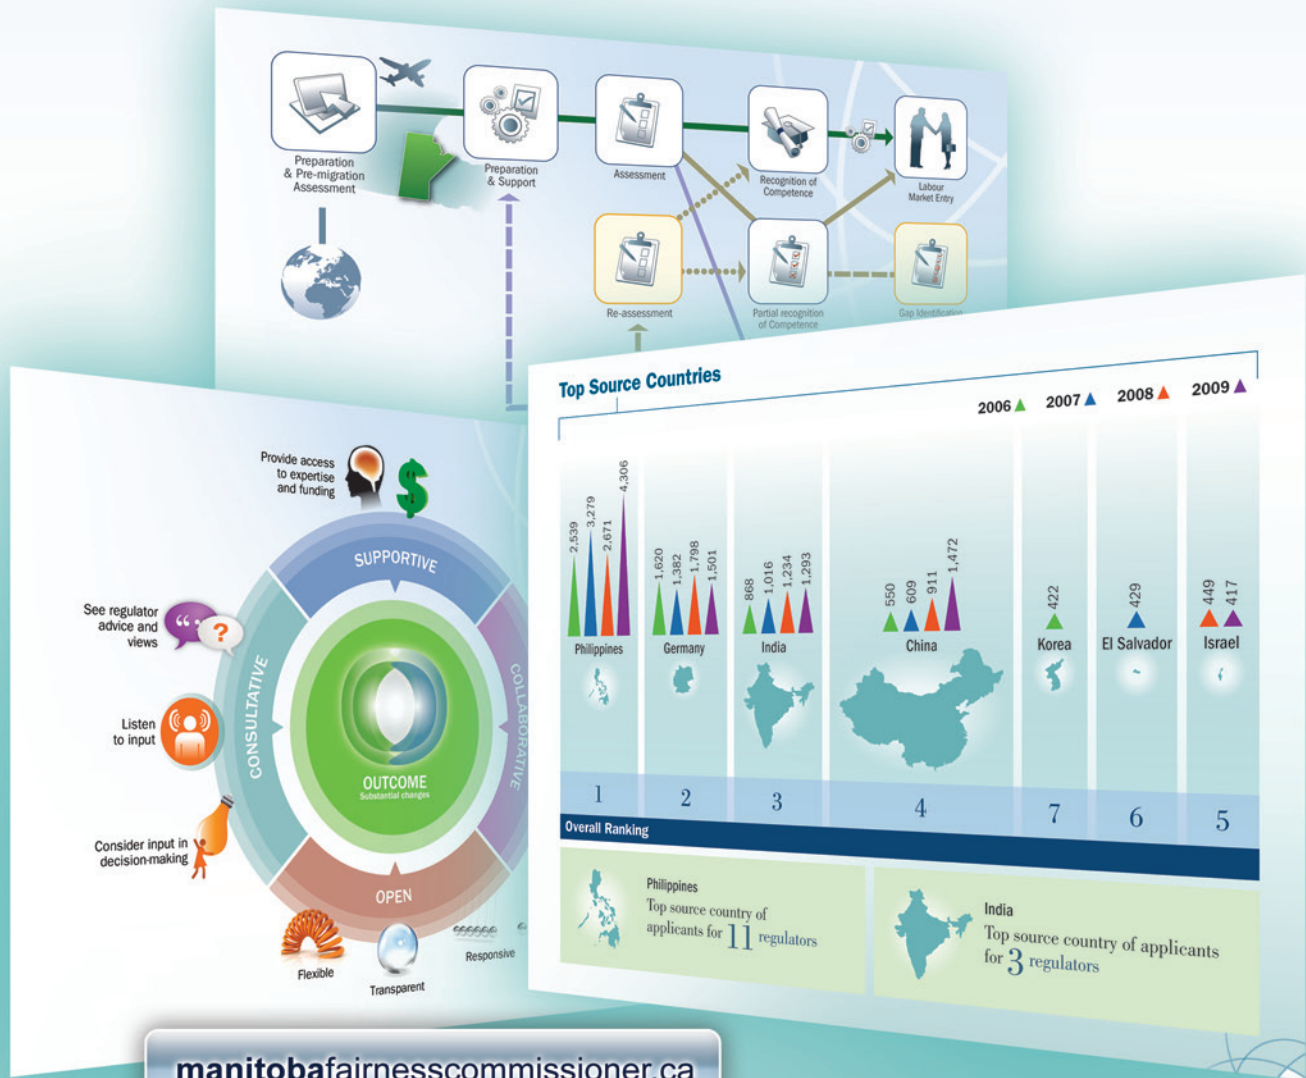 Preparation
& Pre-migration
Assessment
Preparation
& Support
Assessment
Recognition of
Competence
Labour
Market Entry
Re-assessment
Partial recognition
of Competence
Gap Identification
Provide access
to expertise
and funding
See regulator
advice and
views
Listen
to input
Consider input in
decision-making
SUPPORTIVE
CONSULTATIVE
COLLABORATIVE
OPEN
OUTCOME
Substantial changes
Flexible
Transparent
Responsive
Top Source Countries
2006 2007 2008 2009
2,539 3,279 2,671 4,306
1,620 1,382 1,798 1,501
868 1,016 1,234 1,293
550 609 911 1,472
422
429
449 417
Philippines Germany India China Korea El Salvador Israel
1 2 3 4 7 6 5
Overall Ranking
Philippines
Top source country of
applicants for 11 regulators
India
Top source country of applicants
for 3 regulators
manitobafairnesscommissioner.ca